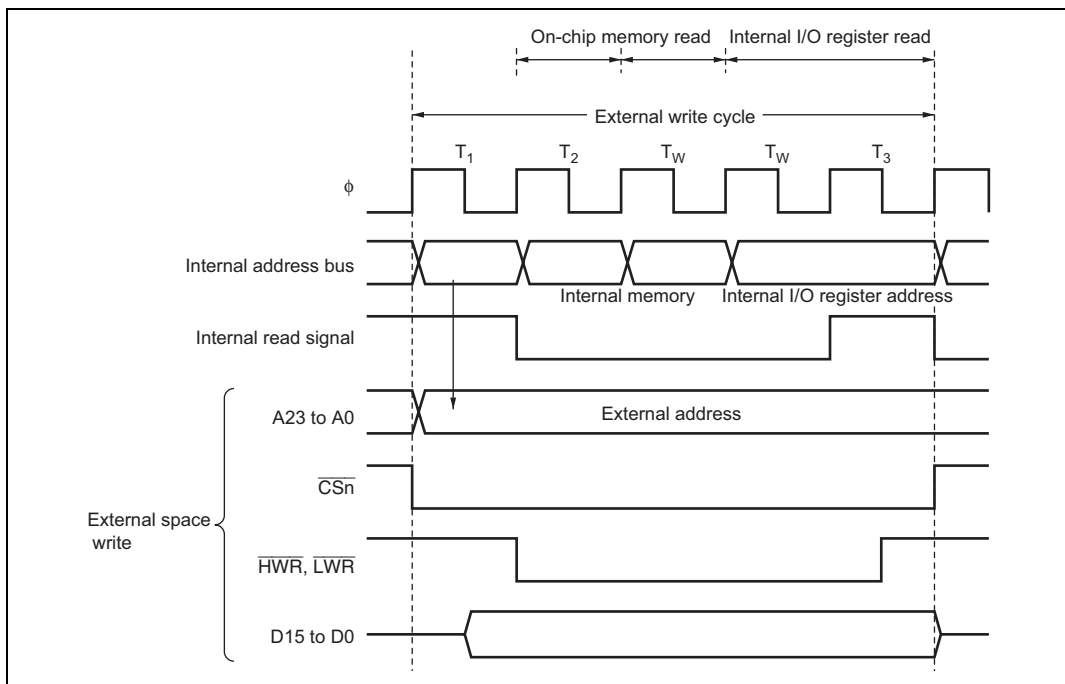 On-chip memory read Internal I/O register read
External write cycle
T1 T2 TW TW T3
ϕ
Internal address bus
Internal memory Internal I/O register address
Internal read signal
A23 to A0 External address
CSn
External space
write
HWR, LWR
D15 to D0